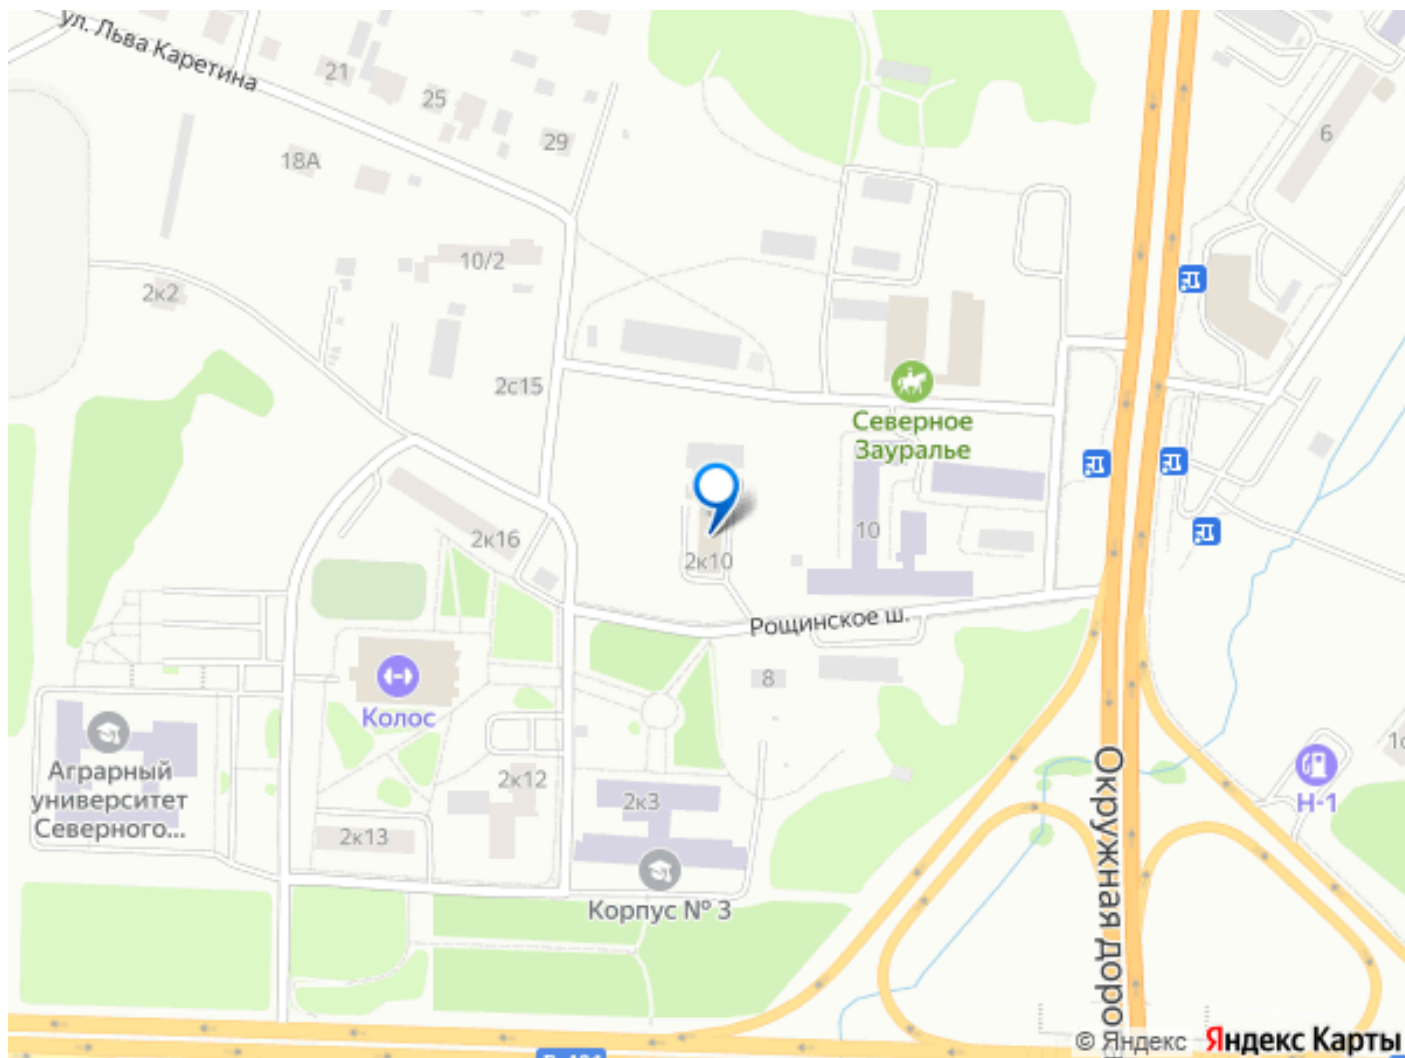 ул. Льва Каретина
21
25
29
18А
6
10/2
2к2
2с15
Северное
Зауралье
2к16
2к10
10
Рощинское ш.
8
Колос
Аграрный
университет
Северного...
2к12
2к3
2к13
Корпус № 3
Окружная дорога
Н-1
© Яндекс
Яндекс Карты